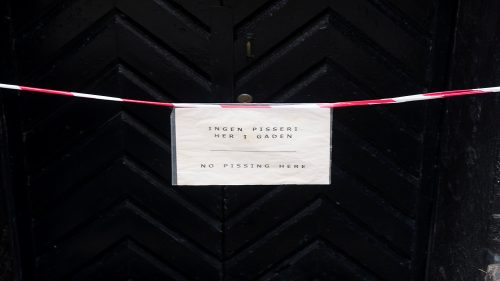 INGEN PISSERI
HER I GADEN
NO PISSING HERE